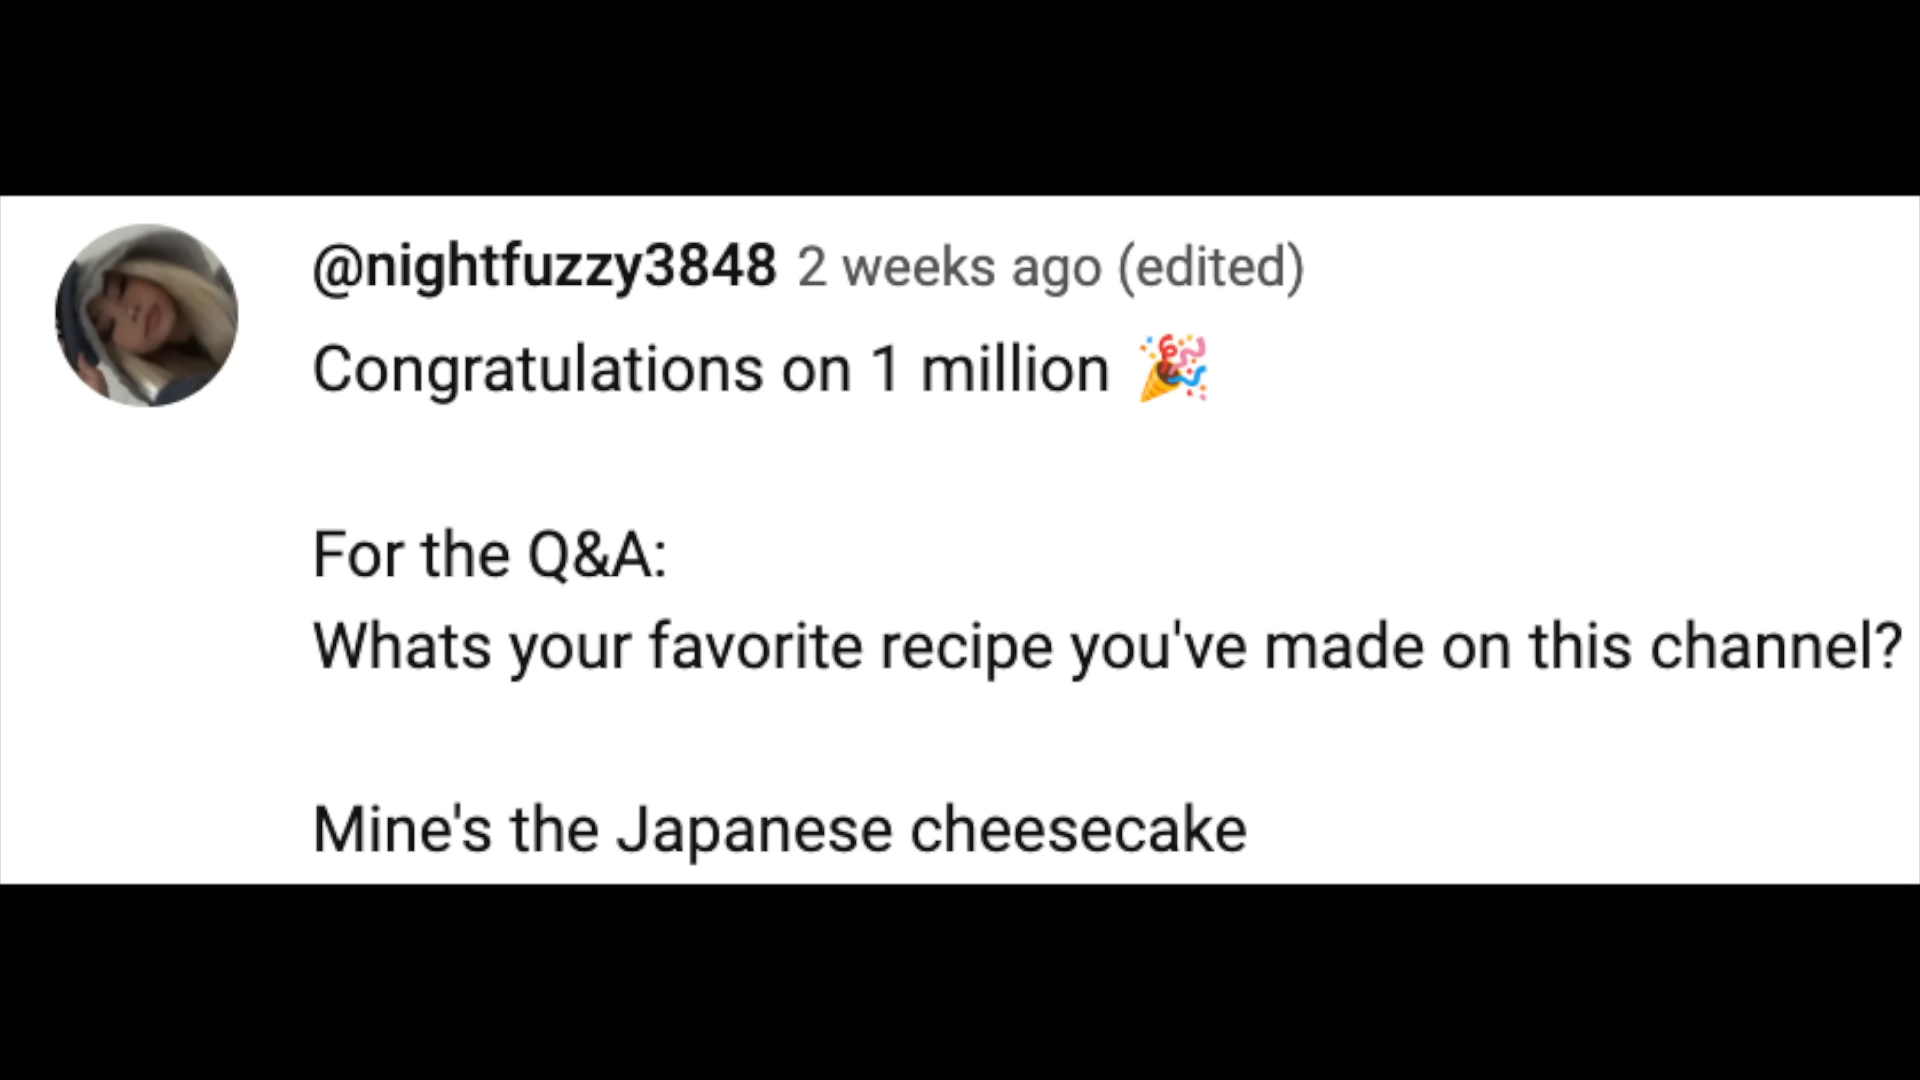 @nightfuzzy3848 2 weeks ago (edited)
Congratulations on 1 million 🎉
For the Q&A:
Whats your favorite recipe you've made on this channel?
Mine's the Japanese cheesecake